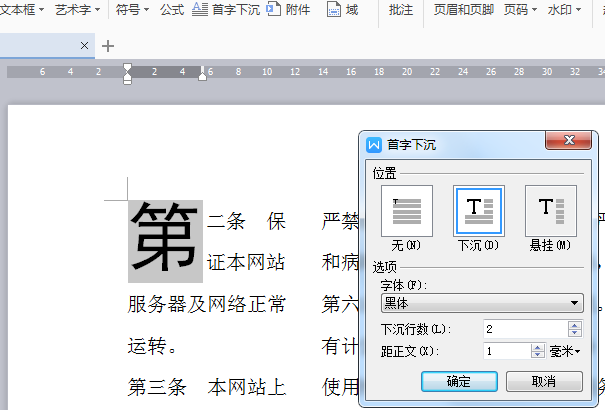 文本框 艺术字 符号 公式 首字下沉 附件 域 批注 页眉和页脚 页码 水印
6 4 2 2 4 6 8 10 12 14 16 18 20 22 24 26 28 30 32 34
首字下沉
位置
无(N) 下沉(D) 悬挂(M)
选项
字体(F):
黑体
下沉行数(L): 2
距正文(X): 1 毫米
确定 取消
第二条 保
证本网站
服务器及网络正常
运转。
第三条 本网站上
严禁
和病
第六
有计
使用